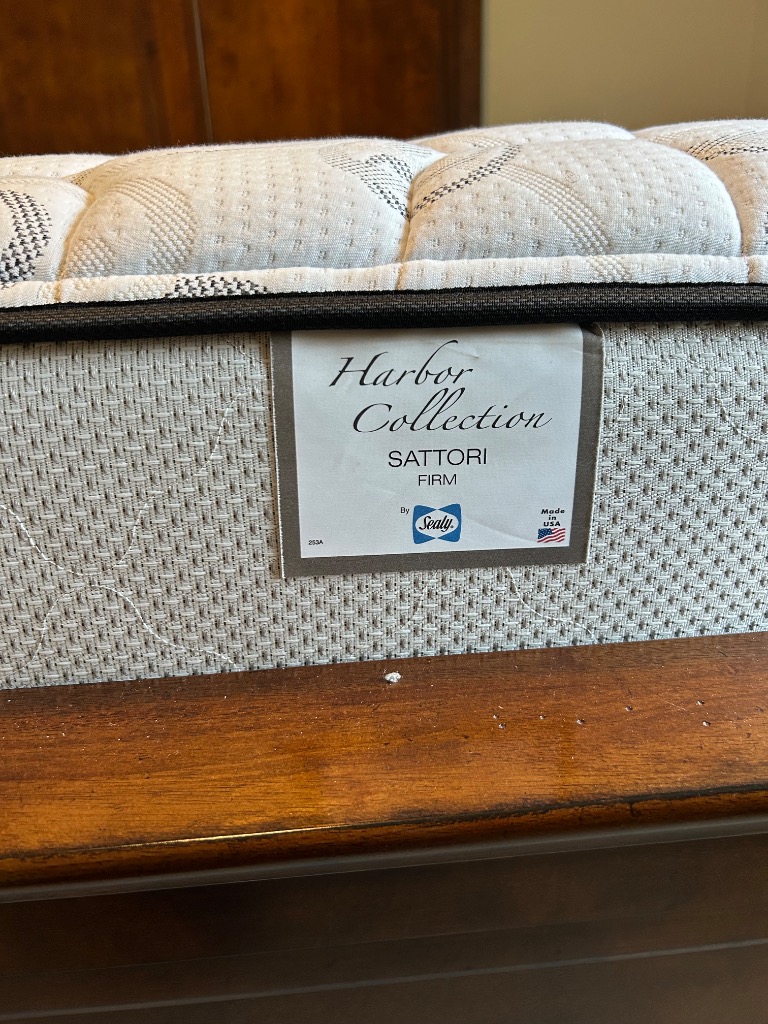 Harbor
Collection
SATTORI
FIRM
By Sealy
Made
in
USA
253A